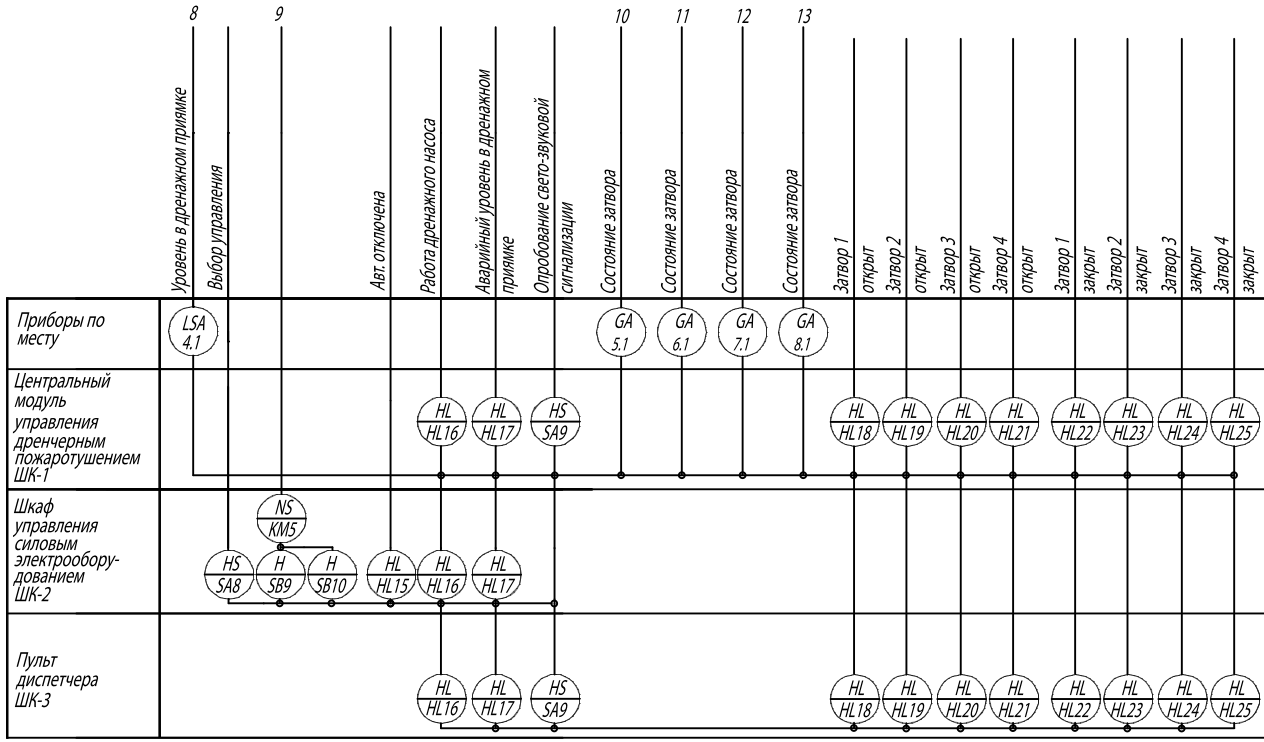 8
9
10
11
12
13
Уровень в дренажном приямке
Выбор управления
Авт. отключена
Работа дренажного насоса
Аварийный уровень в дренажном
приямке
Опробование свето-звуковой
сигнализации
Состояние затвора
Состояние затвора
Состояние затвора
Состояние затвора
Затвор 1
открыт
Затвор 2
открыт
Затвор 3
открыт
Затвор 4
открыт
Затвор 1
закрыт
Затвор 2
закрыт
Затвор 3
закрыт
Затвор 4
закрыт
Приборы по
месту
LSA
4.1
GA
5.1
GA
6.1
GA
7.1
GA
8.1
Центральный
модуль
управления
дренчерным
пожаротушением
ШК-1
HL
HL16
HL
HL17
HS
SA9
HL
HL18
HL
HL19
HL
HL20
HL
HL21
HL
HL22
HL
HL23
HL
HL24
HL
HL25
Шкаф
управления
силовым
электрообору-
дованием
ШК-2
NS
KM5
HS
SA8
H
SB9
H
SB10
HL
HL15
HL
HL16
HL
HL17
Пульт
диспетчера
ШК-3
HL
HL16
HL
HL17
HS
SA9
HL
HL18
HL
HL19
HL
HL20
HL
HL21
HL
HL22
HL
HL23
HL
HL24
HL
HL25